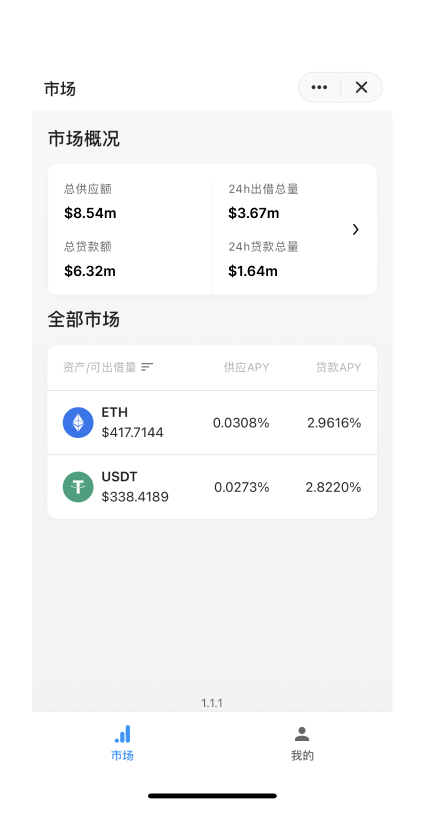 市场
市场概况
总供应额
24h出借总量
$8.54m
$3.67m
总贷款额
24h贷款总量
$6.32m
$1.64m
全部市场
资产/可出借量 供应APY 贷款APY
ETH
$417.7144
0.0308%
2.9616%
USDT
$338.4189
0.0273%
2.8220%
1.1.1
市场
我的